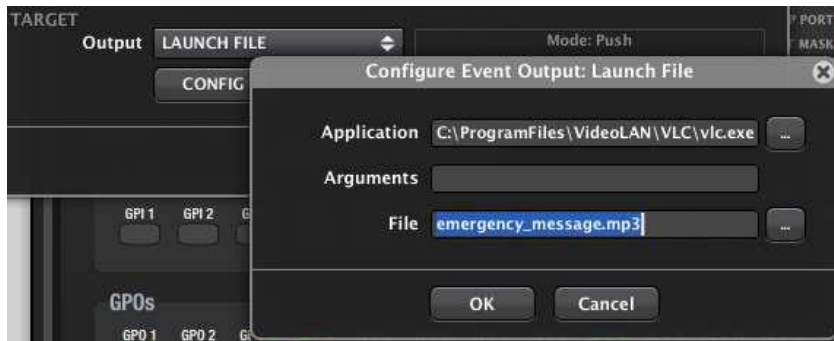 TARGET
Output LAUNCH FILE
Mode: Push
PORT
MASK
CONFIG
Configure Event Output: Launch File
Application C:\ProgramFiles\VideoLAN\VLC\vlc.exe ...
Arguments
File emergency_message.mp3 ...
OK Cancel
GPI 1 GPI 2
GPOs
GPO 1 GPO 2